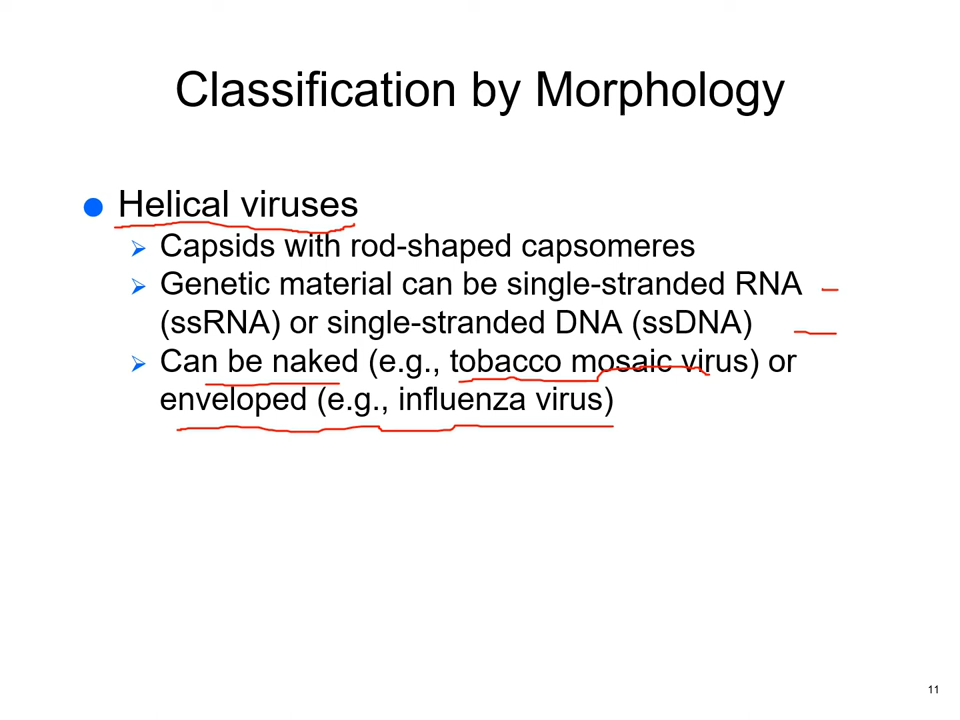 Classification by Morphology
Helical viruses
Capsids with rod-shaped capsomeres
Genetic material can be single-stranded RNA
(ssRNA) or single-stranded DNA (ssDNA)
Can be naked (e.g., tobacco mosaic virus) or
enveloped (e.g., influenza virus)
11